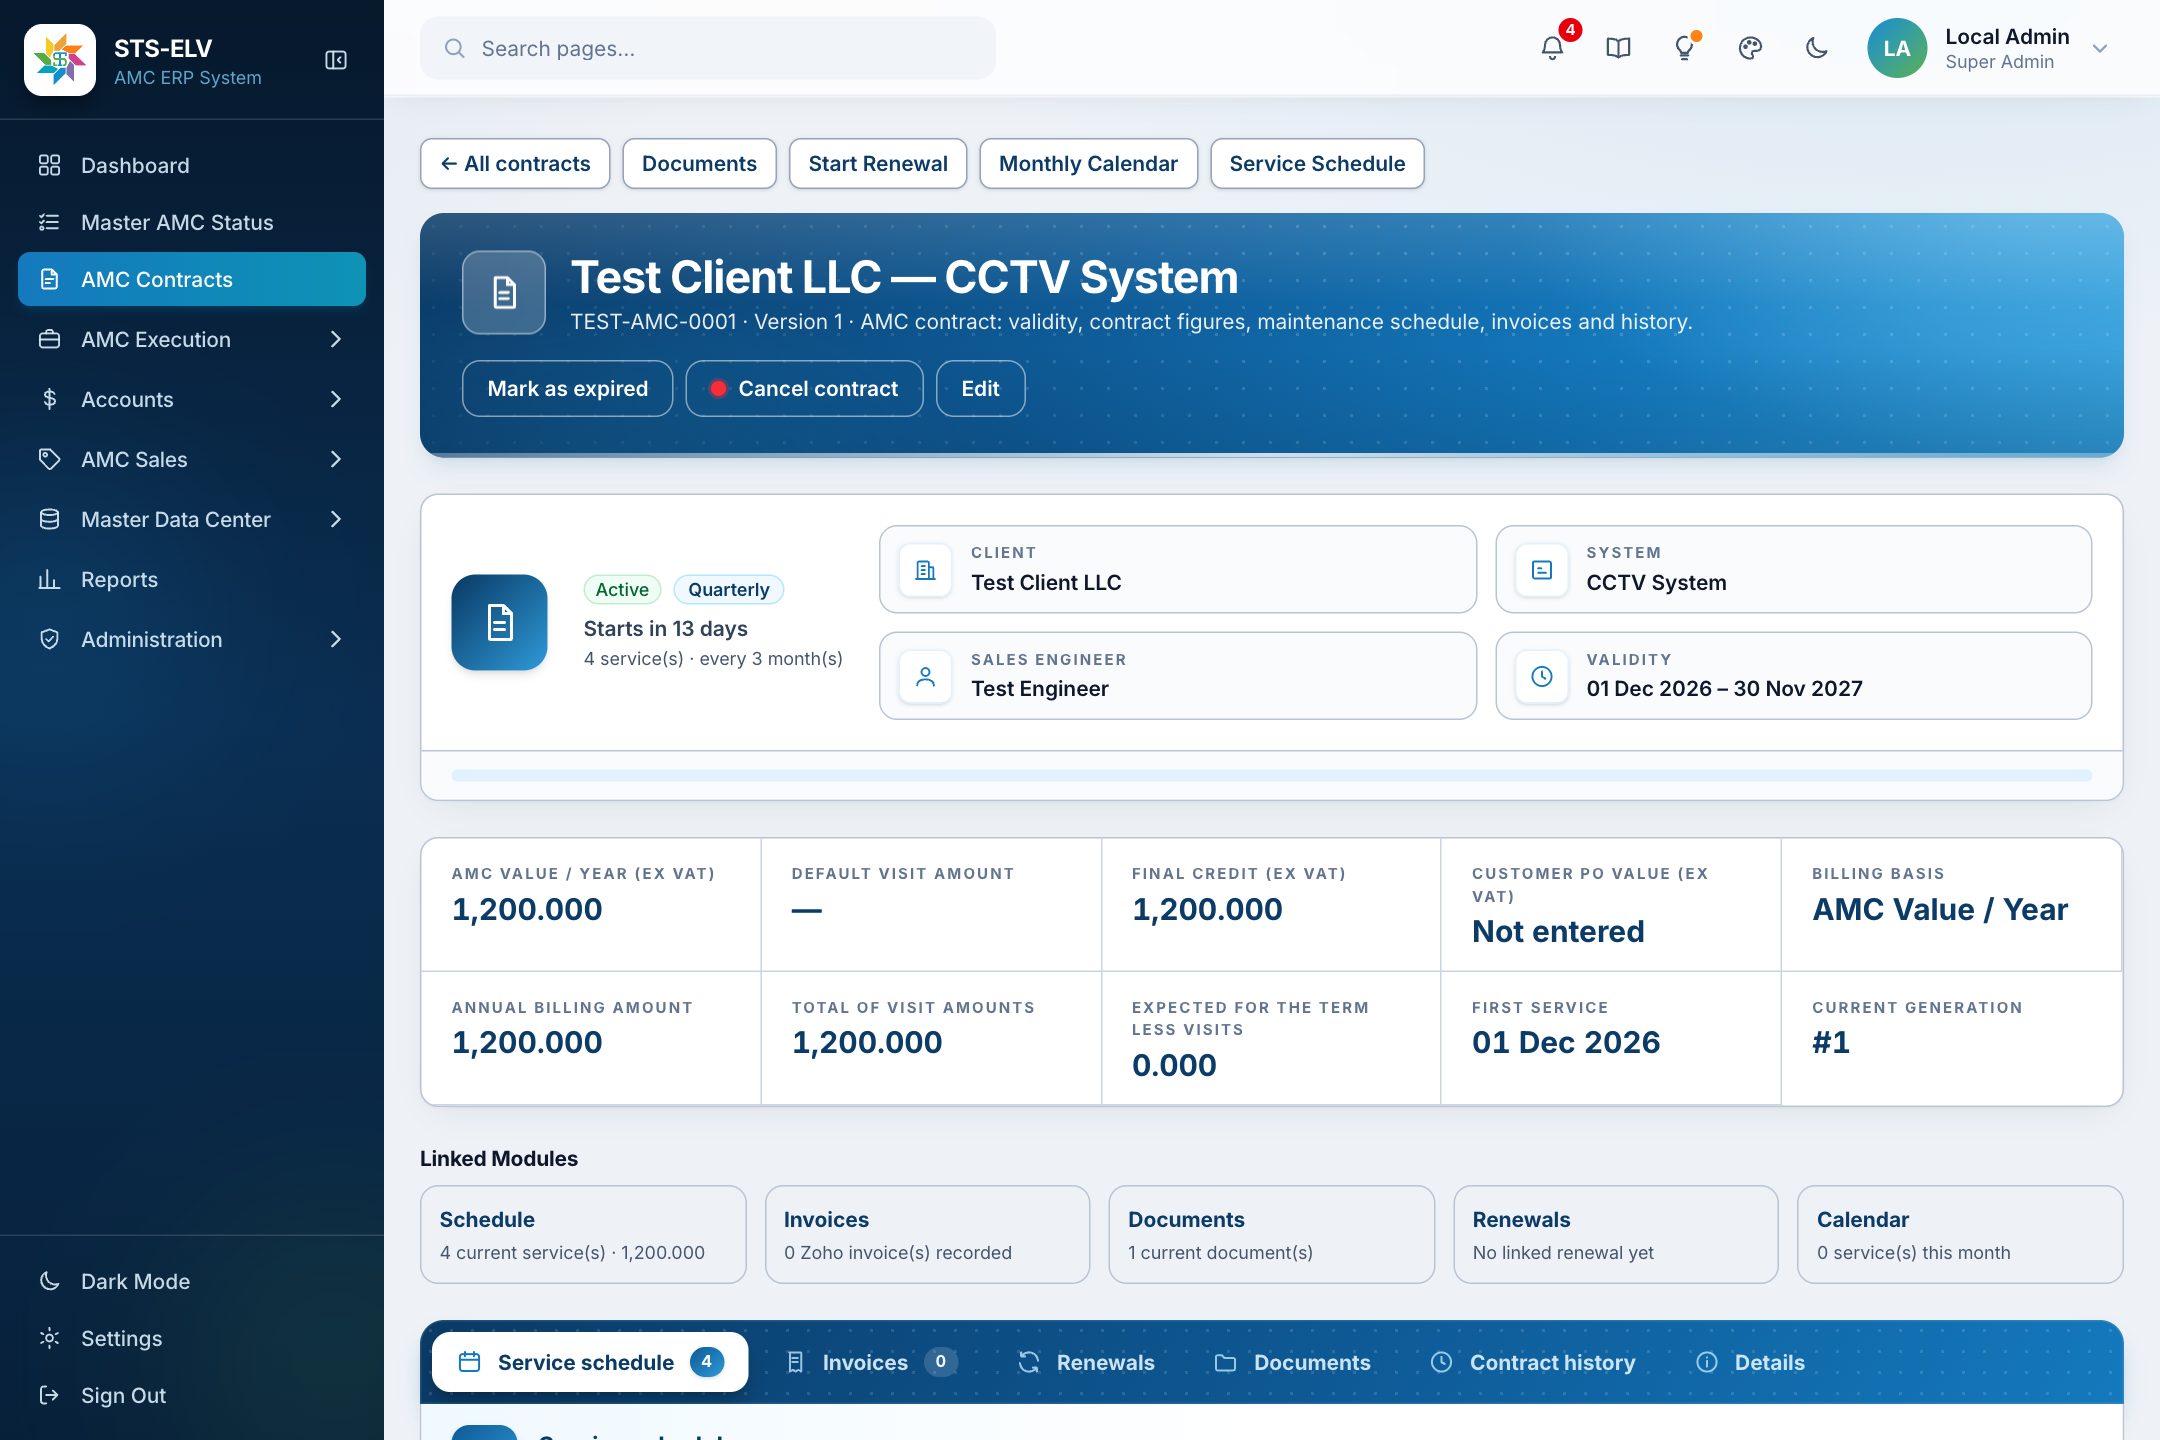 STS-ELV
AMC ERP System
Dashboard
Master AMC Status
AMC Contracts
AMC Execution
Accounts
AMC Sales
Master Data Center
Reports
Administration
Dark Mode
Settings
Sign Out
Search pages...
4
LA
Local Admin
Super Admin
← All contracts
Documents
Start Renewal
Monthly Calendar
Service Schedule
Test Client LLC — CCTV System
TEST-AMC-0001 · Version 1 · AMC contract: validity, contract figures, maintenance schedule, invoices and history.
Mark as expired
Cancel contract
Edit
Active
Quarterly
Starts in 13 days
4 service(s) · every 3 month(s)
CLIENT
Test Client LLC
SYSTEM
CCTV System
SALES ENGINEER
Test Engineer
VALIDITY
01 Dec 2026 – 30 Nov 2027
AMC VALUE / YEAR (EX VAT)
1,200.000
DEFAULT VISIT AMOUNT
—
FINAL CREDIT (EX VAT)
1,200.000
CUSTOMER PO VALUE (EX
VAT)
Not entered
BILLING BASIS
AMC Value / Year
ANNUAL BILLING AMOUNT
1,200.000
TOTAL OF VISIT AMOUNTS
1,200.000
EXPECTED FOR THE TERM
LESS VISITS
0.000
FIRST SERVICE
01 Dec 2026
CURRENT GENERATION
#1
Linked Modules
Schedule
4 current service(s) · 1,200.000
Invoices
0 Zoho invoice(s) recorded
Documents
1 current document(s)
Renewals
No linked renewal yet
Calendar
0 service(s) this month
Service schedule 4
Invoices 0
Renewals
Documents
Contract history
Details